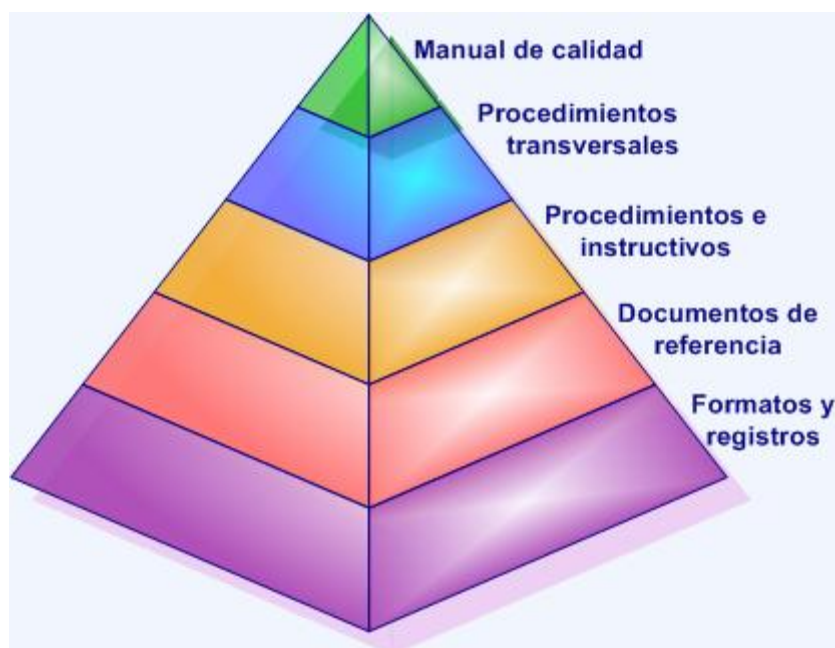 Manual de calidad
Procedimientos
transversales
Procedimientos e
instructivos
Documentos de
referencia
Formatos y
registros